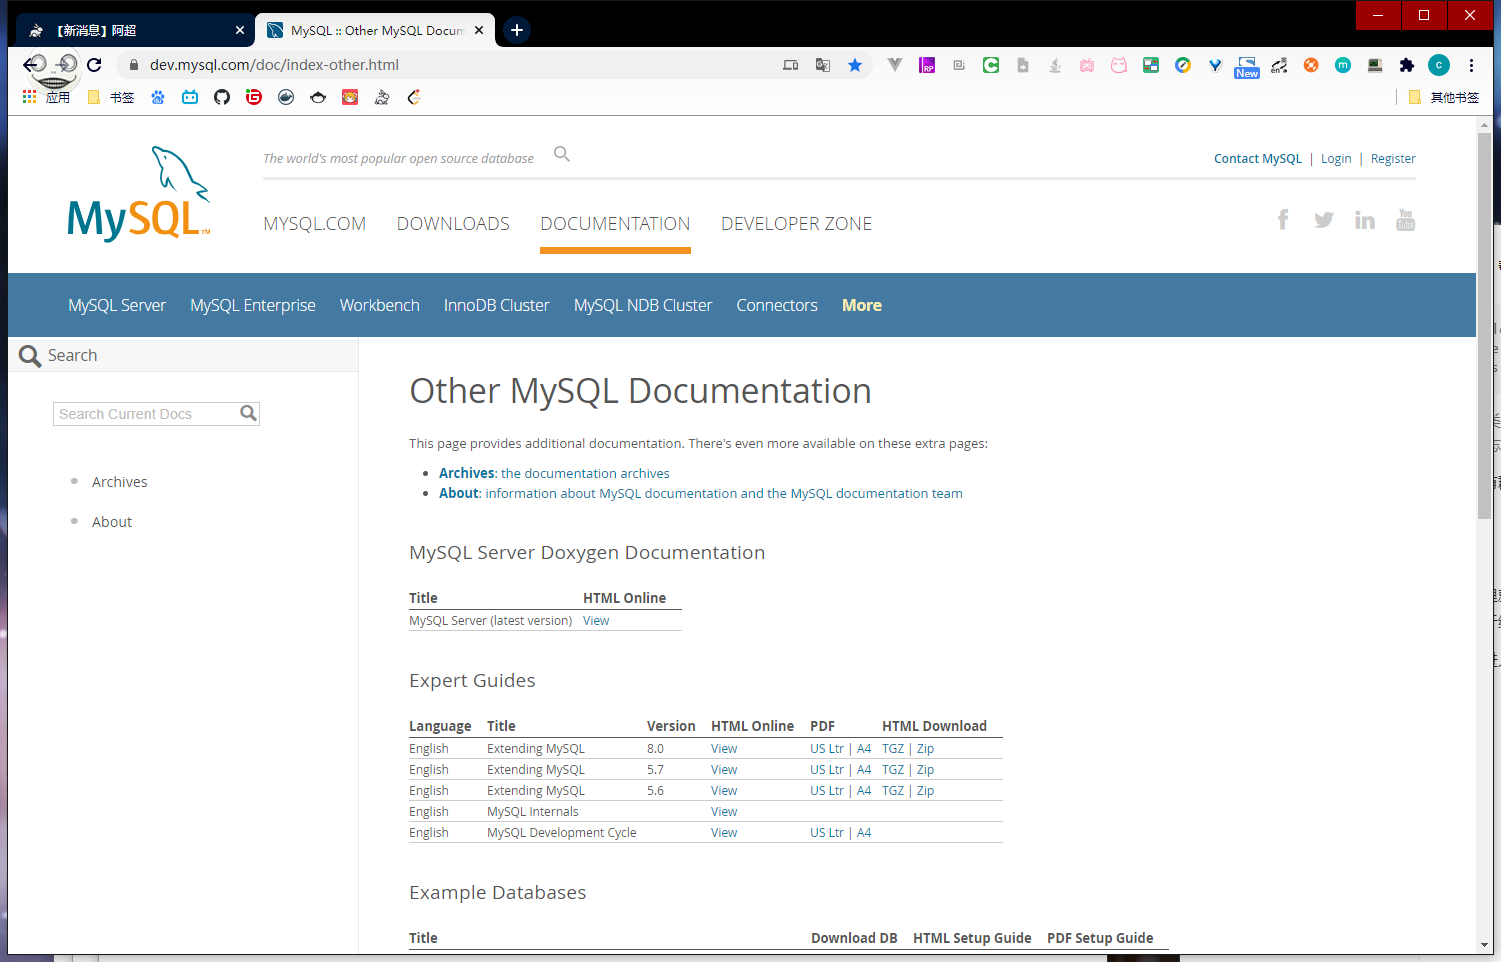 【新消息】阿超
MySQL :: Other MySQL Docum
dev.mysql.com/doc/index-other.html
RP
New
en
m
c
应用
书签
其他书签
The world's most popular open source database
Contact MySQL | Login | Register
MySQL™
MYSQL.COM DOWNLOADS DOCUMENTATION DEVELOPER ZONE
You Tube
MySQL Server MySQL Enterprise Workbench InnoDB Cluster MySQL NDB Cluster Connectors More
Search
Search Current Docs
Archives
About
Other MySQL Documentation
This page provides additional documentation. There's even more available on these extra pages:
Archives: the documentation archives
About: information about MySQL documentation and the MySQL documentation team
MySQL Server Doxygen Documentation
Title HTML Online
MySQL Server (latest version) View
Expert Guides
Language Title Version HTML Online PDF HTML Download
English Extending MySQL 8.0 View US Ltr | A4 TGZ | Zip
English Extending MySQL 5.7 View US Ltr | A4 TGZ | Zip
English Extending MySQL 5.6 View US Ltr | A4 TGZ | Zip
English MySQL Internals View
English MySQL Development Cycle View US Ltr | A4
Example Databases
Title Download DB HTML Setup Guide PDF Setup Guide